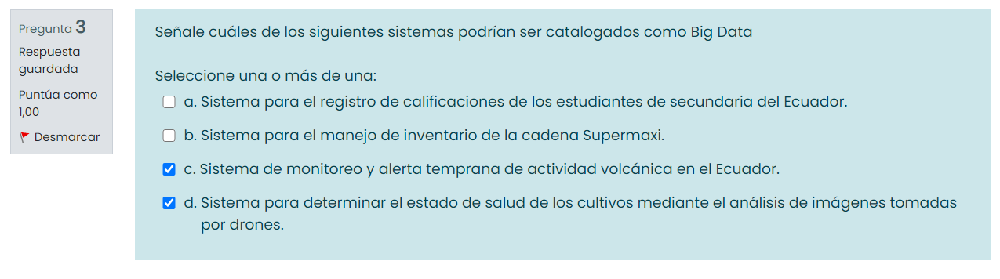 Pregunta 3
Respuesta
guardada
Puntúa como
1,00
Desmarcar
Señale cuáles de los siguientes sistemas podrían ser catalogados como Big Data
Seleccione una o más de una:
a. Sistema para el registro de calificaciones de los estudiantes de secundaria del Ecuador.
b. Sistema para el manejo de inventario de la cadena Supermaxi.
c. Sistema de monitoreo y alerta temprana de actividad volcánica en el Ecuador.
d. Sistema para determinar el estado de salud de los cultivos mediante el análisis de imágenes tomadas
por drones.